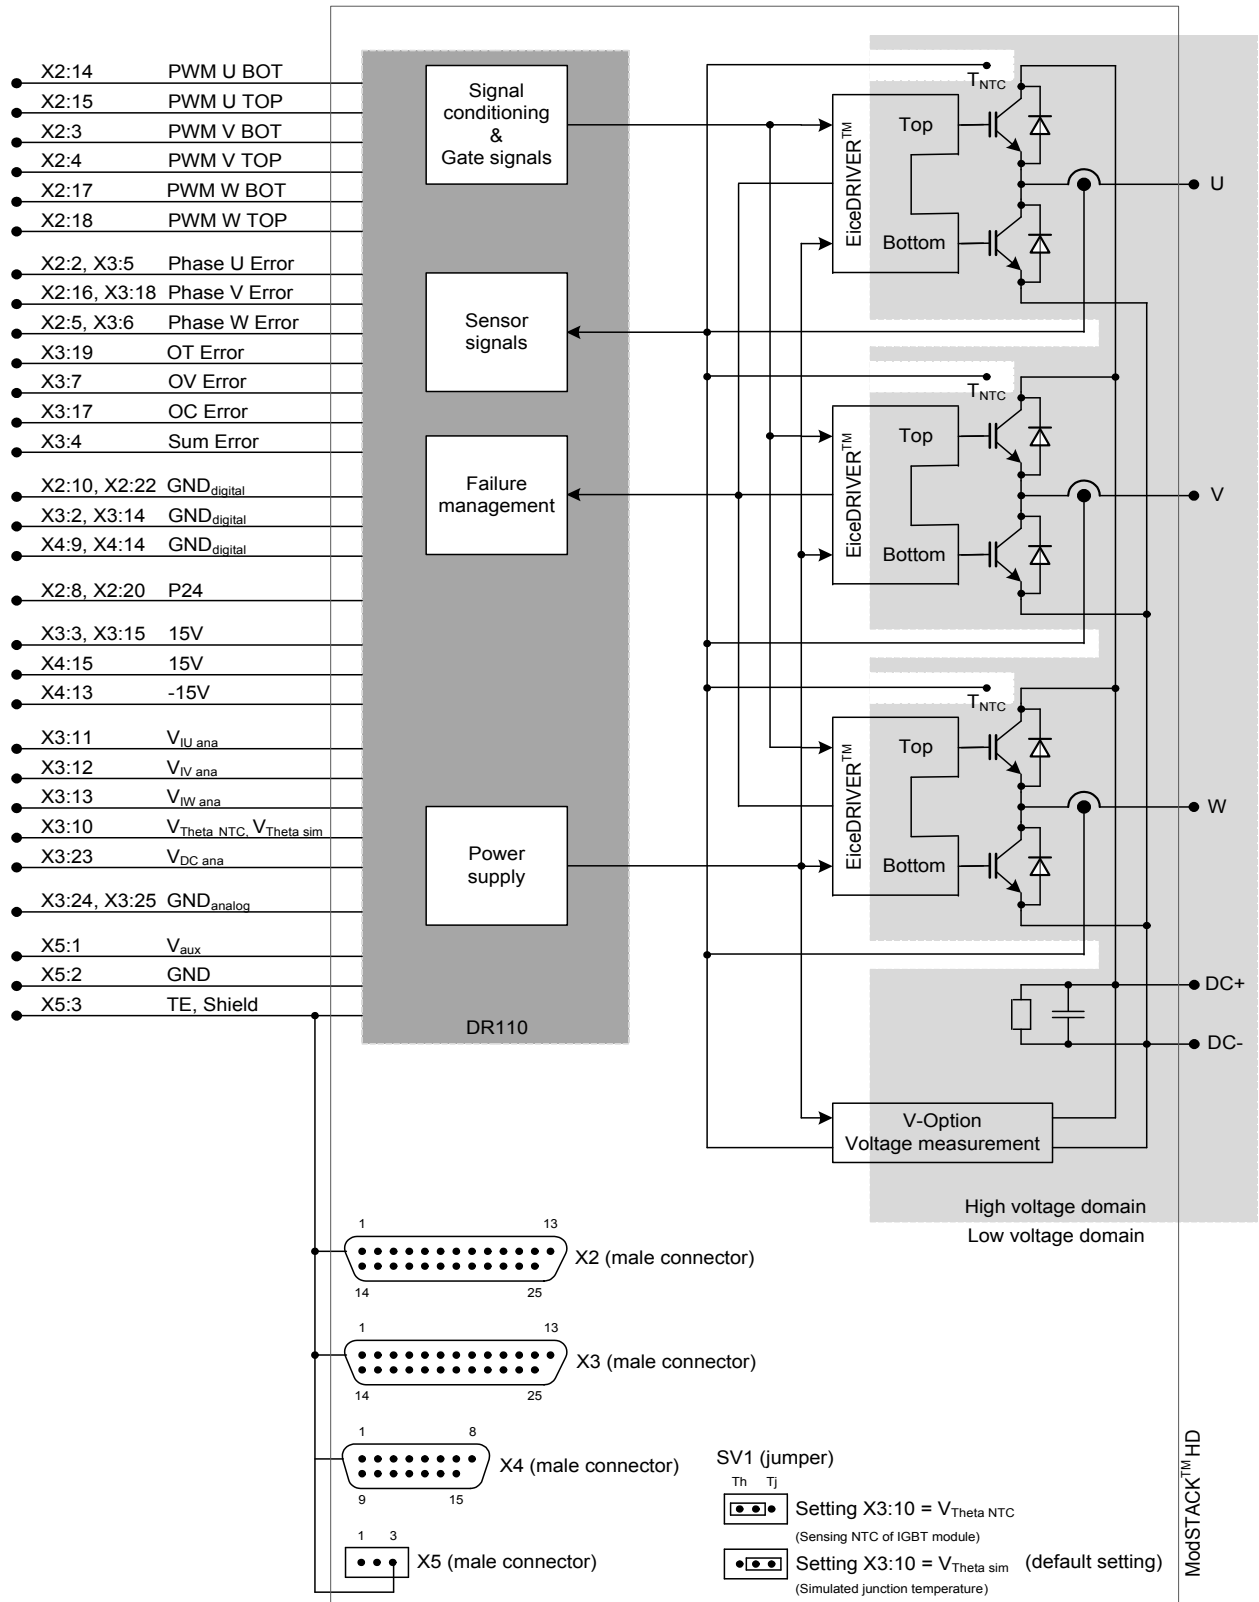 X2:14 PWM U BOT
X2:15 PWM U TOP
X2:3 PWM V BOT
X2:4 PWM V TOP
X2:17 PWM W BOT
X2:18 PWM W TOP
X2:2, X3:5 Phase U Error
X2:16, X3:18 Phase V Error
X2:5, X3:6 Phase W Error
X3:19 OT Error
X3:7 OV Error
X3:17 OC Error
X3:4 Sum Error
X2:10, X2:22 GNDdigital
X3:2, X3:14 GNDdigital
X4:9, X4:14 GNDdigital
X2:8, X2:20 P24
X3:3, X3:15 15V
X4:15 15V
X4:13 -15V
X3:11 VIU ana
X3:12 VIV ana
X3:13 VIW ana
X3:10 VTheta NTC, VTheta sim
X3:23 VDC ana
X3:24, X3:25 GNDanalog
X5:1 Vaux
X5:2 GND
X5:3 TE, Shield
Signal
conditioning
&
Gate signals
Sensor
signals
Failure
management
Power
supply
DR110
TNTC
EiceDRIVER™
Top
Bottom
U
TNTC
EiceDRIVER™
Top
Bottom
V
TNTC
EiceDRIVER™
Top
Bottom
W
DC+
DC-
V-Option
Voltage measurement
High voltage domain
Low voltage domain
1 13
X2 (male connector)
14 25
1 13
X3 (male connector)
14 25
1 8
X4 (male connector)
9 15
1 3
X5 (male connector)
SV1 (jumper)
Th Tj
Setting X3:10 = VTheta NTC
(Sensing NTC of IGBT module)
Setting X3:10 = VTheta sim (default setting)
(Simulated junction temperature)
ModSTACK™ HD